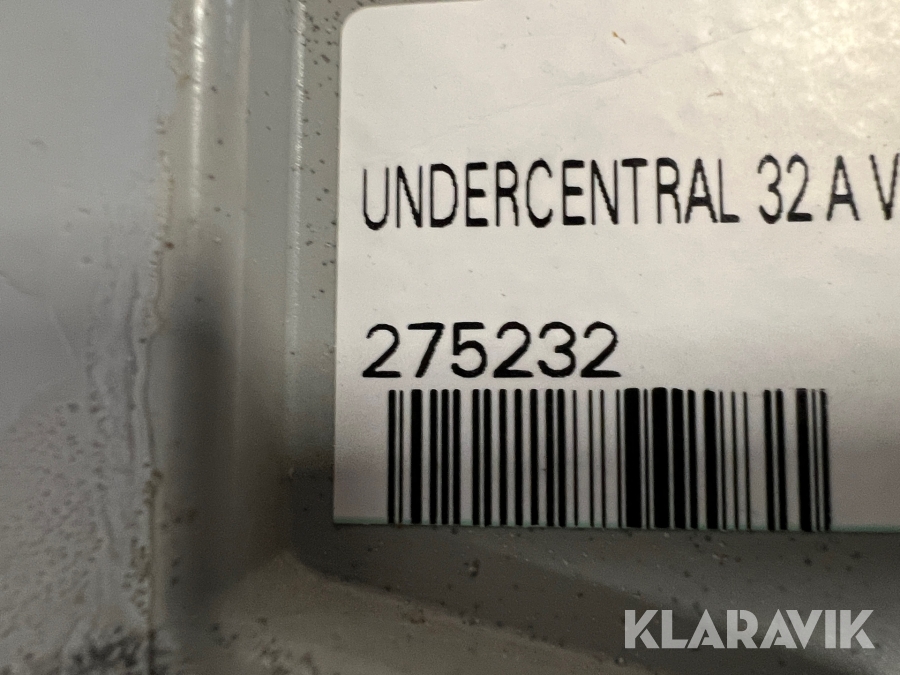 UNDERCENTRAL 32 A V
275232
KLARAVIK